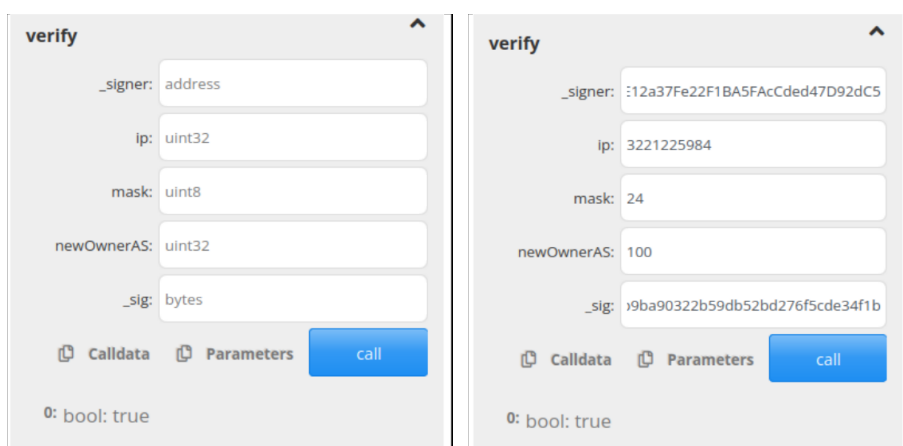 verify
_signer: address
ip: uint32
mask: uint8
newOwnerAS: uint32
_sig: bytes
Calldata Parameters call
0: bool: true
verify
_signer: E12a37Fe22F1BA5FAcCded47D92dC5
ip: 3221225984
mask: 24
newOwnerAS: 100
_sig: 9ba90322b59db52bd276f5cde34f1b
Calldata Parameters call
0: bool: true